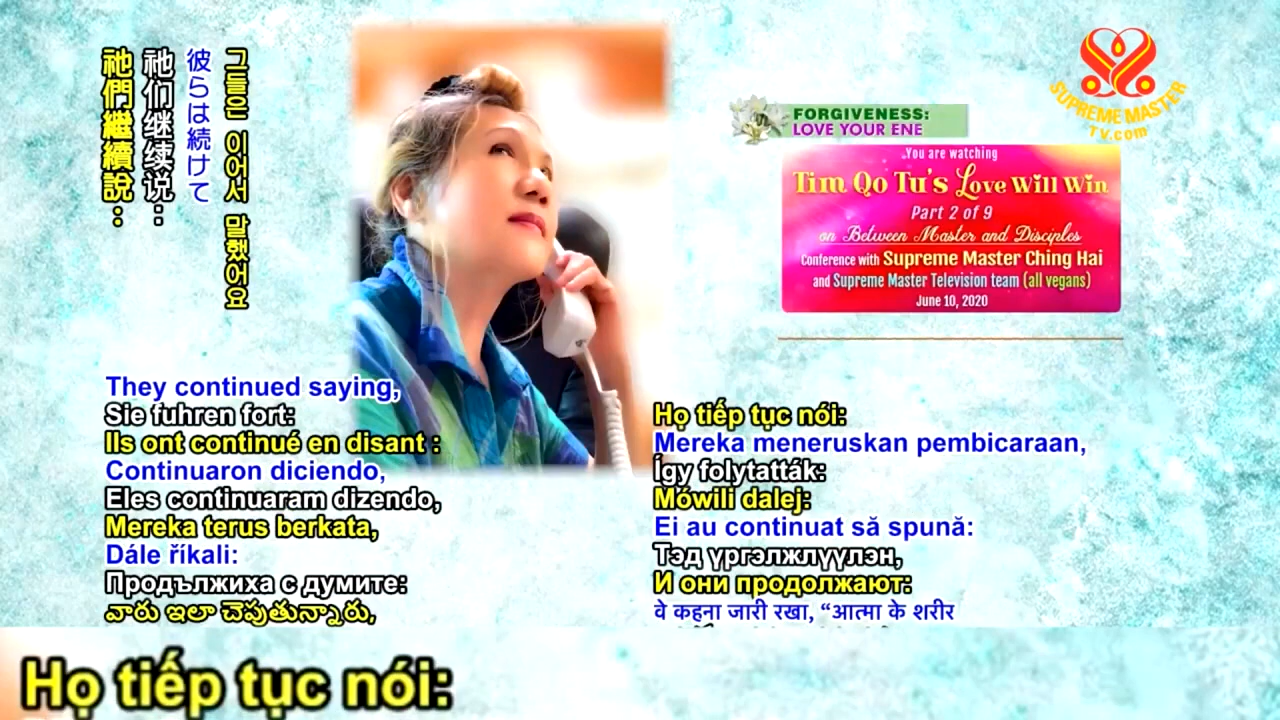 祂們繼續說：
祂们继续说：
彼らは続けて
그들은 이어서 말했어요
SUPREME MASTER
TV.com
FORGIVENESS:
LOVE YOUR ENE
You are watching
Tim Qo Tu's Love Will Win
Part 2 of 9
on Between Master and Disciples
Conference with Supreme Master Ching Hai
and Supreme Master Television team (all vegans)
June 10, 2020
They continued saying,
Sie fuhren fort:
Ils ont continué en disant :
Continuaron diciendo,
Eles continuaram dizendo,
Mereka terus berkata,
Dále říkali:
Продължиха с думите:
వారు ఇలా చెపుతున్నారు,
Họ tiếp tục nói:
Mereka meneruskan pembicaraan,
Így folytatták:
Mówili dalej:
Ei au continuat să spună:
Тэд үргэлжлүүлэн,
И они продолжают:
वे कहना जारी रखा, “आत्मा के शरीर
Họ tiếp tục nói: